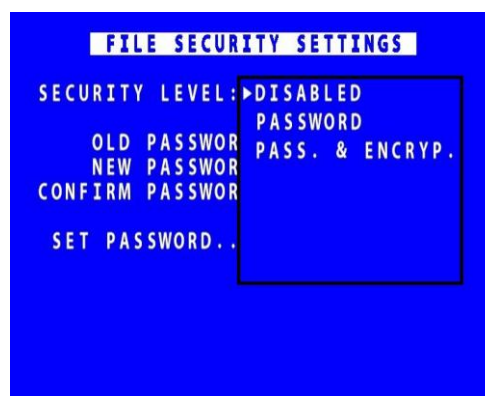 FILE SECURITY SETTINGS
SECURITY LEVEL:▶DISABLED
PASSWORD
OLD PASSWOR
PASS. & ENCRYP.
NEW PASSWOR
CONFIRM PASSWOR
SET PASSWORD..